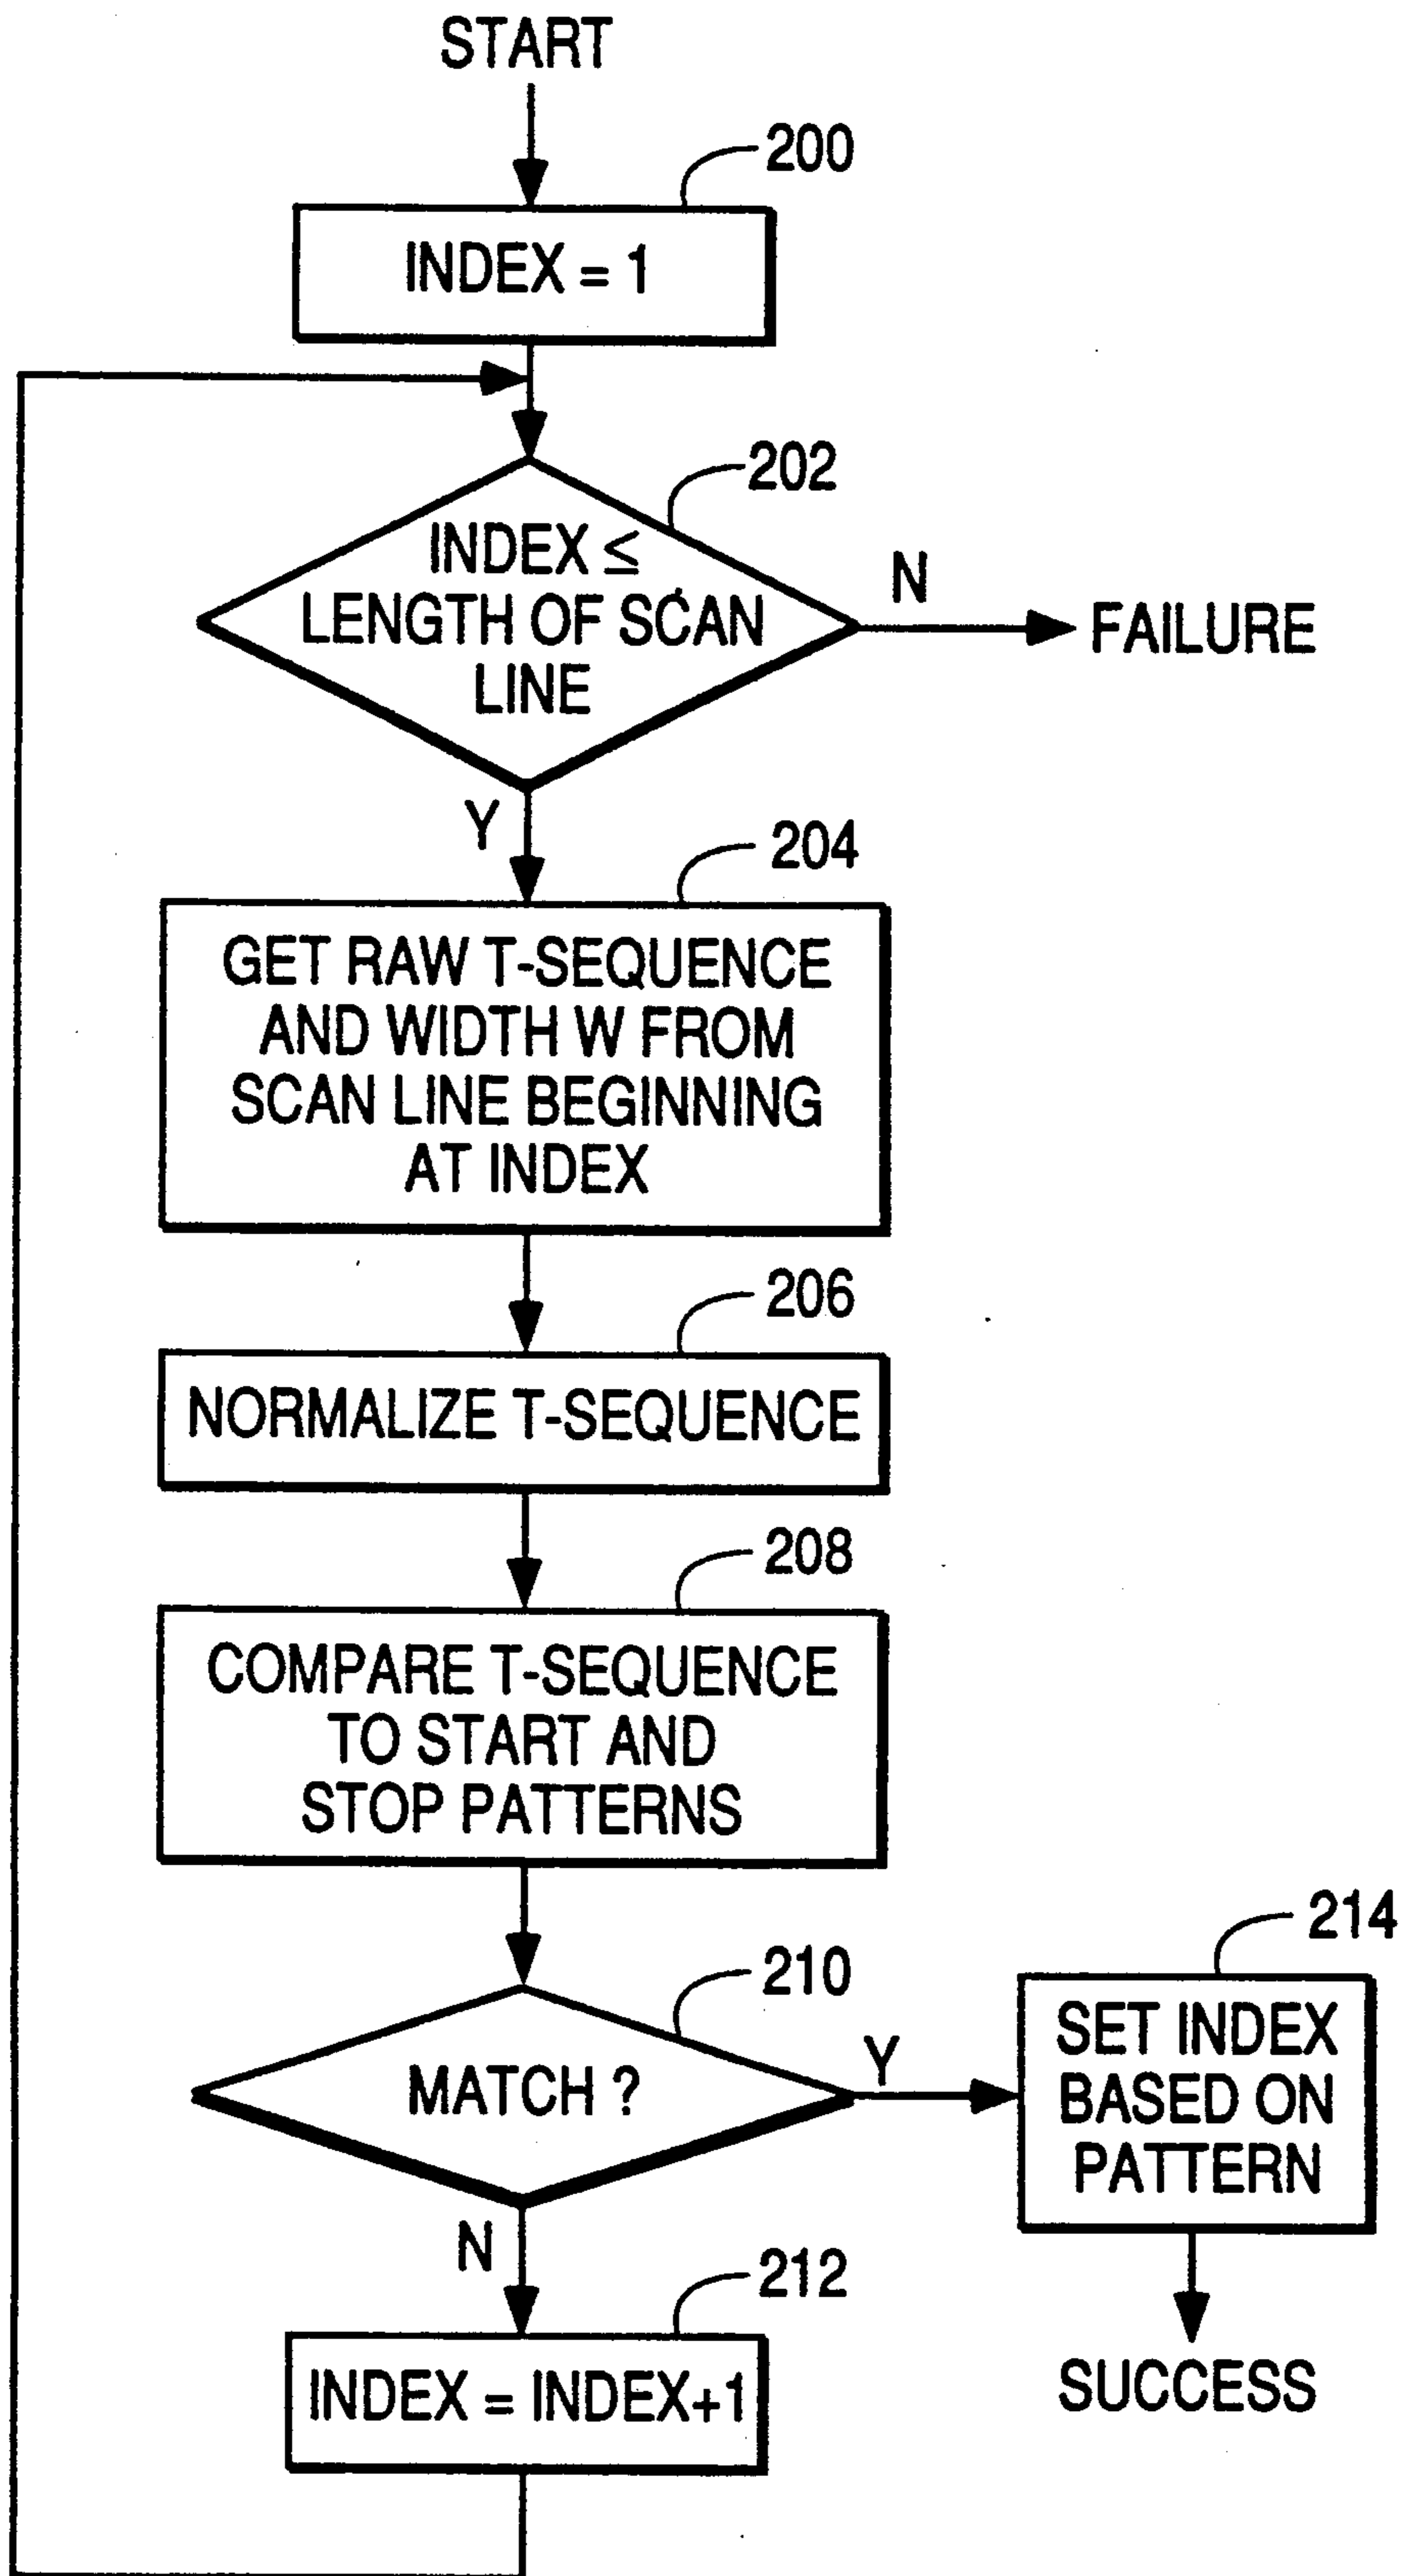 START
200
INDEX = 1
202
INDEX ≤
LENGTH OF SCAN
LINE
N
FAILURE
Y
204
GET RAW T-SEQUENCE
AND WIDTH W FROM
SCAN LINE BEGINNING
AT INDEX
206
NORMALIZE T-SEQUENCE
208
COMPARE T-SEQUENCE
TO START AND
STOP PATTERNS
210
MATCH ?
Y
214
SET INDEX
BASED ON
PATTERN
SUCCESS
N
212
INDEX = INDEX+1